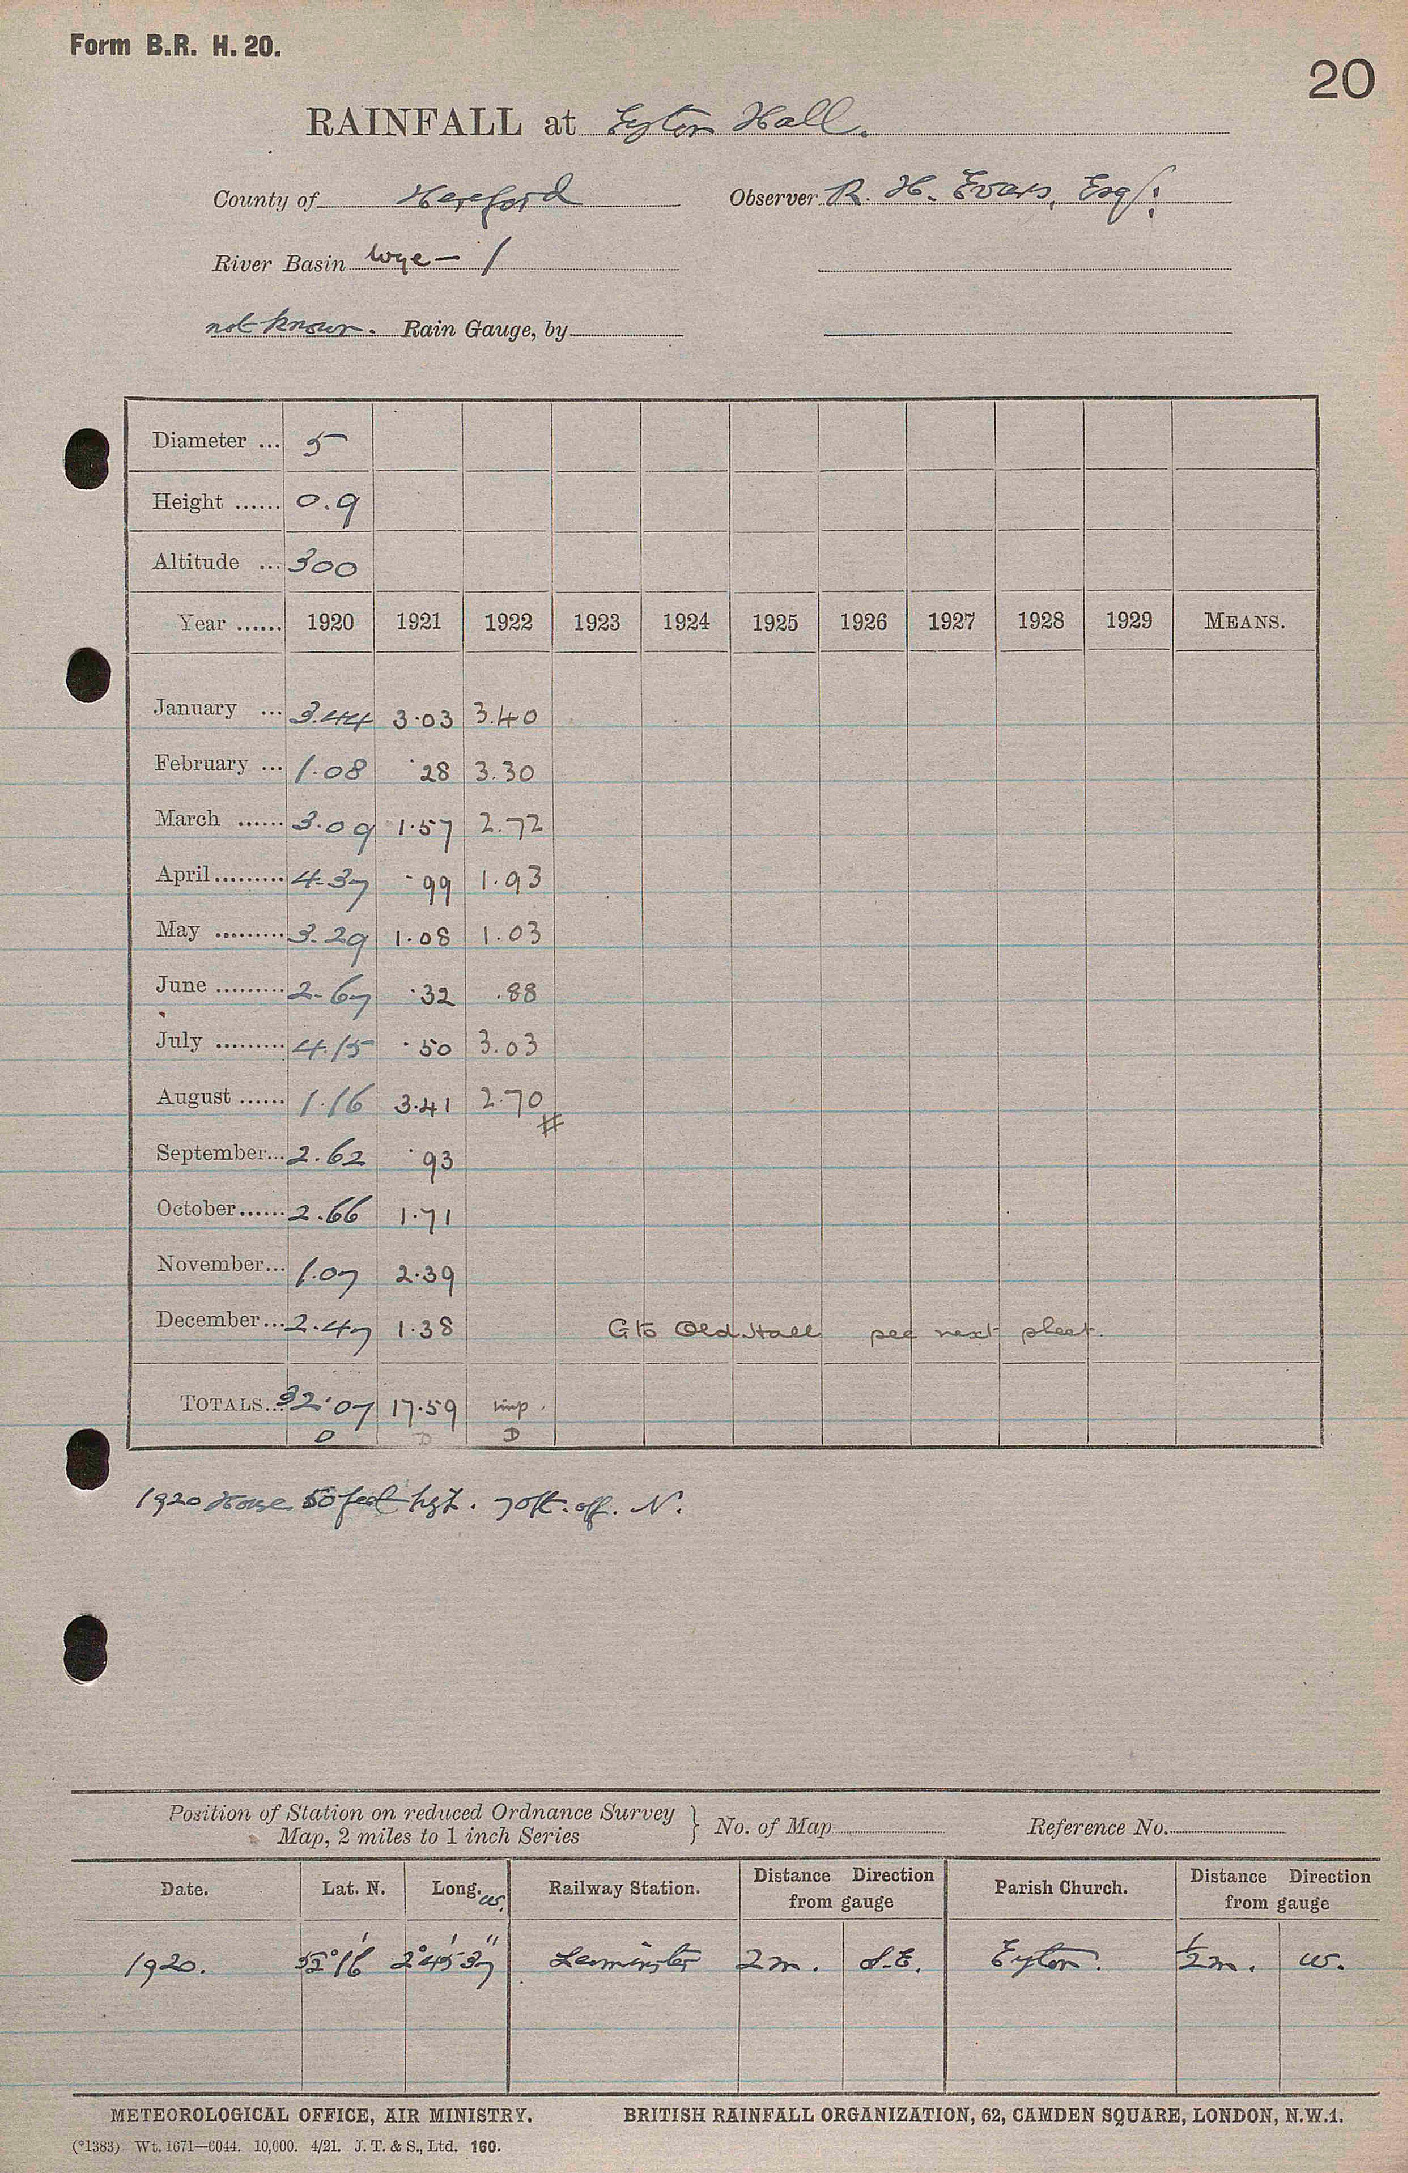 Form B.R. H. 20.
20
RAINFALL at Eyton Hall.
County of Hereford Observer R. H. Evans, Esq:
River Basin Wye — 1
not known. Rain Gauge, by
Diameter ... 5
Height ...... 0.9
Altitude ... 300
Year ...... 1920 1921 1922 1923 1924 1925 1926 1927 1928 1929 MEANS.
January ... 3.44 3.03 3.40
February ... 1.08 .28 3.30
March ...... 3.09 1.57 2.72
April ......... 4.37 .99 1.93
May ......... 3.29 1.08 1.03
June ......... 2.67 .32 .88
July ......... 4.15 .50 3.03
August ...... 1.16 3.41 2.70
#
September... 2.62 .93
October...... 2.66 1.71
November... 1.07 2.39
December... 2.47 1.38 G to Old Hall see next sheet.
TOTALS... 32.07 17.59 imp.
D D D
1920 House 50 feet hgt. 70ft. off. N.
Position of Station on reduced Ordnance Survey
Map, 2 miles to 1 inch Series } No. of Map Reference No.
Date. Lat. N. Long. W. Railway Station. Distance Direction from gauge Parish Church. Distance Direction from gauge
1920. 52° 16' 2° 45' 37" Leominster 2 m. S.E. Eyton. 1/2 m. W.
METEOROLOGICAL OFFICE, AIR MINISTRY. BRITISH RAINFALL ORGANIZATION, 62, CAMDEN SQUARE, LONDON, N.W.1.
(*1383) Wt. 1671—6044. 10,000. 4/21. J. T. & S., Ltd. 160.